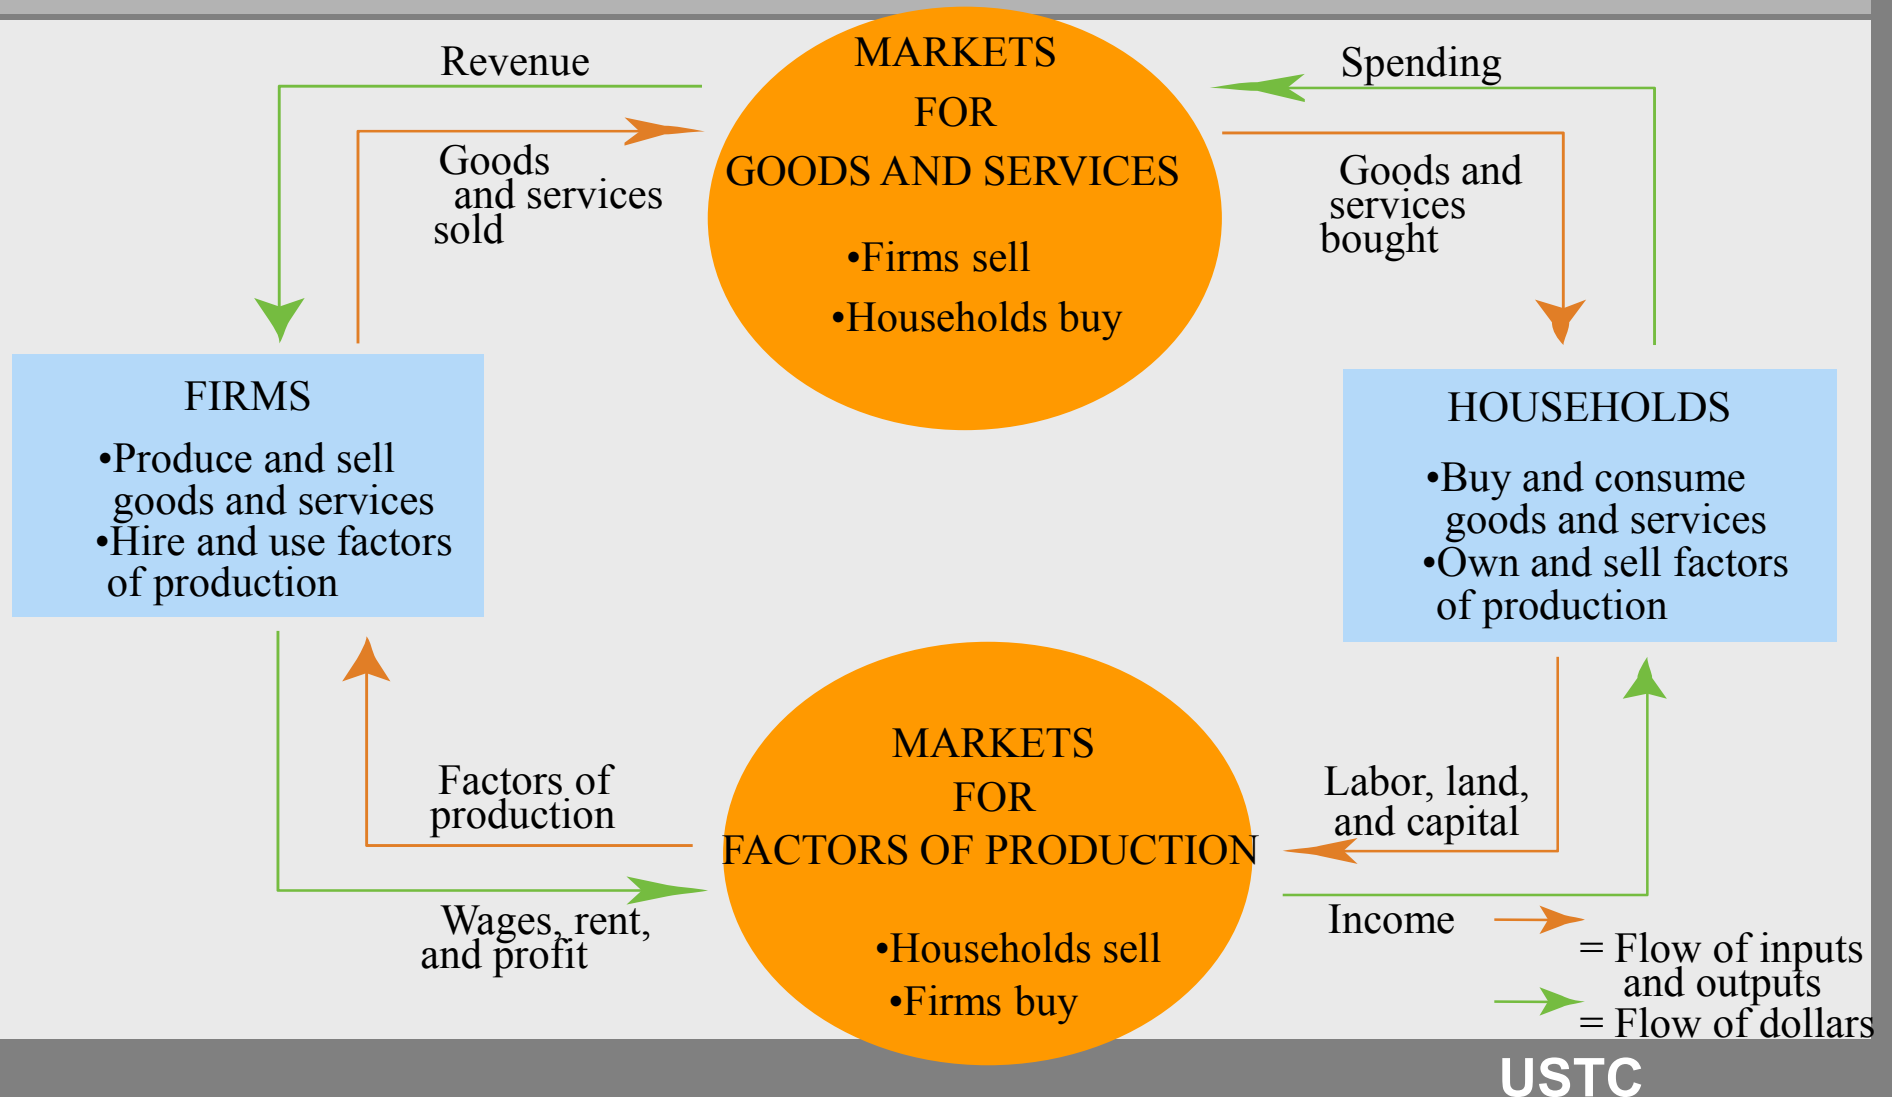 MARKETS
FOR
GOODS AND SERVICES
•Firms sell
•Households buy
Revenue
Goods
and services
sold
Spending
Goods and
services
bought
FIRMS
•Produce and sell
goods and services
•Hire and use factors
of production
HOUSEHOLDS
•Buy and consume
goods and services
•Own and sell factors
of production
Factors of
production
Wages, rent,
and profit
MARKETS
FOR
FACTORS OF PRODUCTION
•Households sell
•Firms buy
Labor, land,
and capital
Income
= Flow of inputs
and outputs
= Flow of dollars
USTC